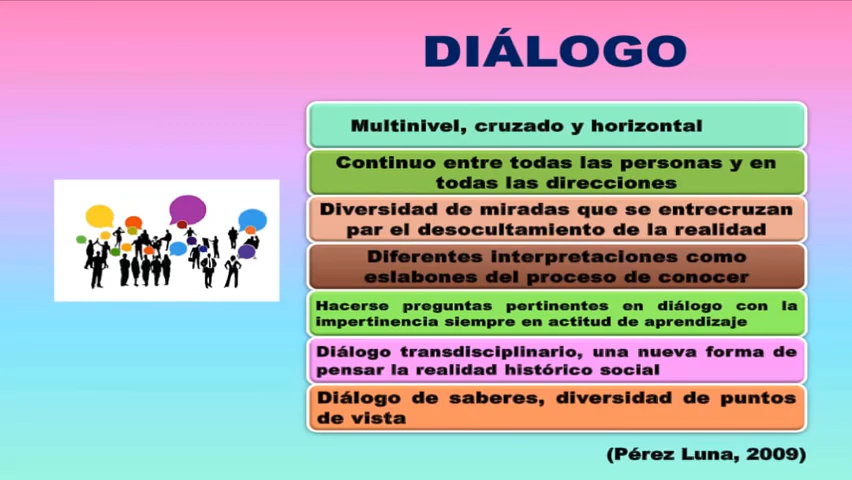 DIÁLOGO
Multinivel, cruzado y horizontal
Continuo entre todas las personas y en
todas las direcciones
Diversidad de miradas que se entrecruzan
par el desocultamiento de la realidad
Diferentes interpretaciones como
eslabones del proceso de conocer
Hacerse preguntas pertinentes en diálogo con la
impertinencia siempre en actitud de aprendizaje
Diálogo transdisciplinario, una nueva forma de
pensar la realidad histórico social
Diálogo de saberes, diversidad de puntos
de vista
(Pérez Luna, 2009)